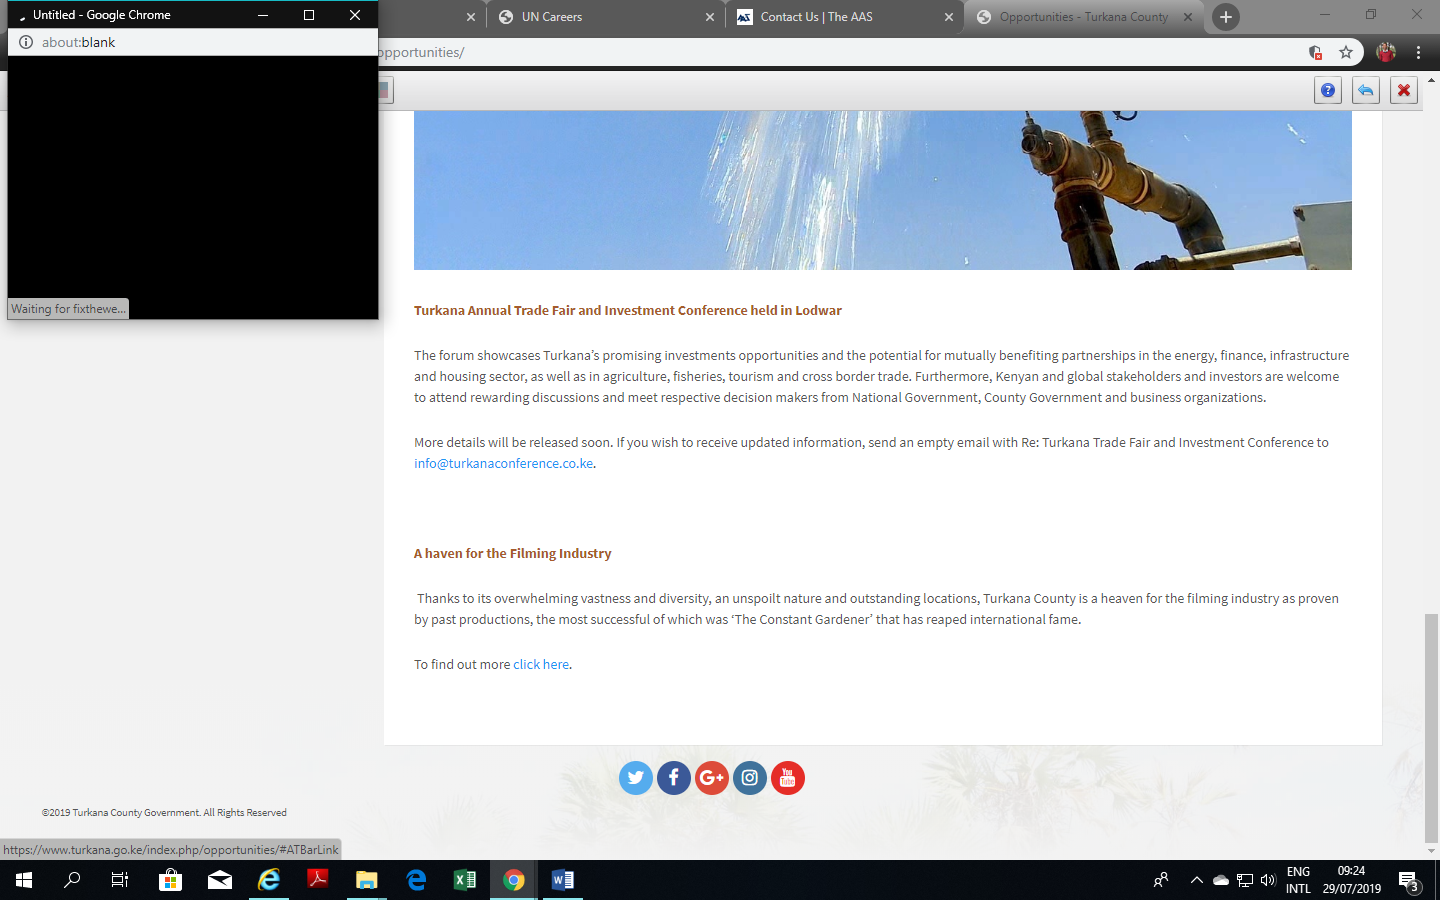 Untitled - Google Chrome
about:blank
Waiting for fixthewe...
UN Careers
Contact Us | The AAS
Opportunities - Turkana County
opportunities/
Turkana Annual Trade Fair and Investment Conference held in Lodwar
The forum showcases Turkana’s promising investments opportunities and the potential for mutually benefiting partnerships in the energy, finance, infrastructure
and housing sector, as well as in agriculture, fisheries, tourism and cross border trade. Furthermore, Kenyan and global stakeholders and investors are welcome
to attend rewarding discussions and meet respective decision makers from National Government, County Government and business organizations.
More details will be released soon. If you wish to receive updated information, send an empty email with Re: Turkana Trade Fair and Investment Conference to
info@turkanaconference.co.ke.
A haven for the Filming Industry
Thanks to its overwhelming vastness and diversity, an unspoilt nature and outstanding locations, Turkana County is a heaven for the filming industry as proven
by past productions, the most successful of which was ‘The Constant Gardener’ that has reaped international fame.
To find out more click here.
You
Tube
©2019 Turkana County Government. All Rights Reserved
https://www.turkana.go.ke/index.php/opportunities/#ATBarLink
ENG
INTL
09:24
29/07/2019
3